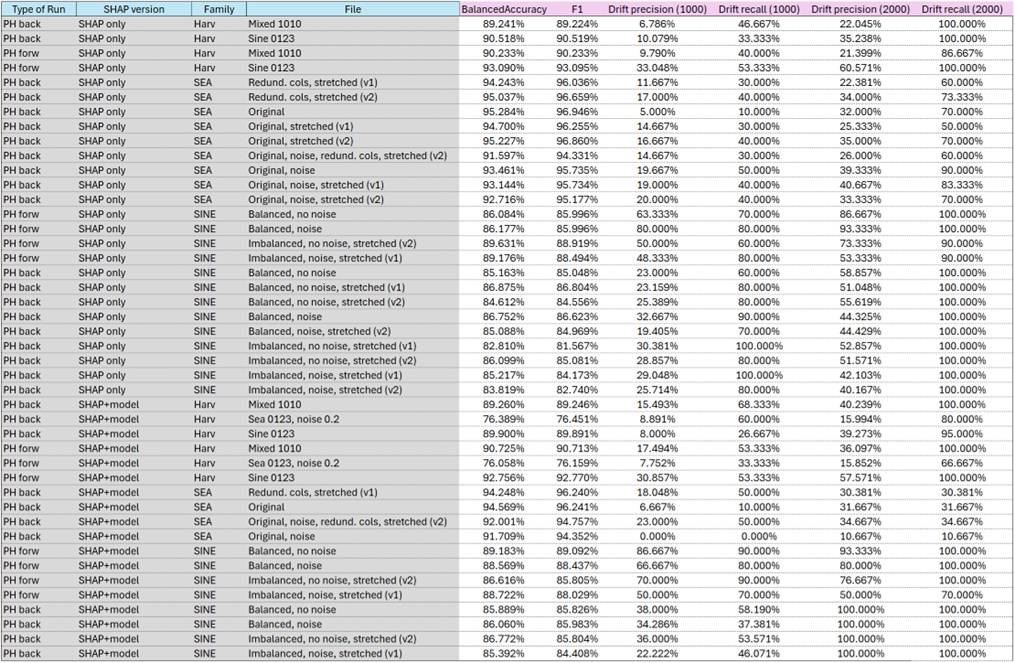 Type of Run SHAP version Family File BalancedAccuracy F1 Drift precision (1000) Drift recall (1000) Drift precision (2000) Drift recall (2000)
PH back SHAP only Harv Mixed 1010 89.241% 89.224% 6.786% 46.667% 22.045% 100.000%
PH back SHAP only Harv Sine 0123 90.518% 90.519% 10.079% 33.333% 35.238% 100.000%
PH forw SHAP only Harv Mixed 1010 90.233% 90.233% 9.790% 40.000% 21.399% 86.667%
PH forw SHAP only Harv Sine 0123 93.090% 93.095% 33.048% 53.333% 60.571% 100.000%
PH back SHAP only SEA Redund. cols, stretched (v1) 94.243% 96.036% 11.667% 30.000% 22.381% 60.000%
PH back SHAP only SEA Redund. cols, stretched (v2) 95.037% 96.659% 17.000% 40.000% 34.000% 73.333%
PH back SHAP only SEA Original 95.284% 96.946% 5.000% 10.000% 32.000% 70.000%
PH back SHAP only SEA Original, stretched (v1) 94.700% 96.255% 14.667% 30.000% 25.333% 50.000%
PH back SHAP only SEA Original, stretched (v2) 95.227% 96.860% 16.667% 40.000% 35.000% 70.000%
PH back SHAP only SEA Original, noise, redund. cols, stretched (v2) 91.597% 94.331% 14.667% 30.000% 26.000% 60.000%
PH back SHAP only SEA Original, noise 93.461% 95.735% 19.667% 50.000% 39.333% 90.000%
PH back SHAP only SEA Original, noise, stretched (v1) 93.144% 95.734% 19.000% 40.000% 40.667% 83.333%
PH back SHAP only SEA Original, noise, stretched (v2) 92.716% 95.177% 20.000% 40.000% 33.333% 70.000%
PH forw SHAP only SINE Balanced, no noise 86.084% 85.996% 63.333% 70.000% 86.667% 100.000%
PH forw SHAP only SINE Balanced, noise 86.177% 85.996% 80.000% 80.000% 93.333% 100.000%
PH forw SHAP only SINE Imbalanced, no noise, stretched (v2) 89.631% 88.919% 50.000% 60.000% 73.333% 90.000%
PH forw SHAP only SINE Imbalanced, noise, stretched (v1) 89.176% 88.494% 48.333% 80.000% 53.333% 90.000%
PH back SHAP only SINE Balanced, no noise 85.163% 85.048% 23.000% 60.000% 58.857% 100.000%
PH back SHAP only SINE Balanced, no noise, stretched (v1) 86.875% 86.804% 23.159% 80.000% 51.048% 100.000%
PH back SHAP only SINE Balanced, no noise, stretched (v2) 84.612% 84.556% 25.389% 80.000% 55.619% 100.000%
PH back SHAP only SINE Balanced, noise 86.752% 86.623% 32.667% 90.000% 44.325% 100.000%
PH back SHAP only SINE Balanced, noise, stretched (v2) 85.088% 84.969% 19.405% 70.000% 44.429% 100.000%
PH back SHAP only SINE Imbalanced, no noise, stretched (v1) 82.810% 81.567% 30.381% 100.000% 52.857% 100.000%
PH back SHAP only SINE Imbalanced, no noise, stretched (v2) 86.099% 85.081% 28.857% 80.000% 51.571% 100.000%
PH back SHAP only SINE Imbalanced, noise, stretched (v1) 85.217% 84.173% 29.048% 100.000% 42.103% 100.000%
PH back SHAP only SINE Imbalanced, noise, stretched (v2) 83.819% 82.740% 25.714% 80.000% 40.167% 100.000%
PH back SHAP+model Harv Mixed 1010 89.260% 89.246% 15.493% 68.333% 40.239% 100.000%
PH back SHAP+model Harv Sea 0123, noise 0.2 76.389% 76.451% 8.891% 60.000% 15.994% 80.000%
PH back SHAP+model Harv Sine 0123 89.900% 89.891% 8.000% 26.667% 39.273% 95.000%
PH forw SHAP+model Harv Mixed 1010 90.725% 90.713% 17.494% 53.333% 36.097% 100.000%
PH forw SHAP+model Harv Sea 0123, noise 0.2 76.058% 76.159% 7.752% 33.333% 15.852% 66.667%
PH forw SHAP+model Harv Sine 0123 92.756% 92.770% 30.857% 53.333% 57.571% 100.000%
PH back SHAP+model SEA Redund. cols, stretched (v1) 94.248% 96.240% 18.048% 50.000% 30.381% 30.381%
PH back SHAP+model SEA Original 94.569% 96.241% 6.667% 10.000% 31.667% 31.667%
PH back SHAP+model SEA Original, noise, redund. cols, stretched (v2) 92.001% 94.757% 23.000% 50.000% 34.667% 34.667%
PH back SHAP+model SEA Original, noise 91.709% 94.352% 0.000% 0.000% 10.667% 10.667%
PH forw SHAP+model SINE Balanced, no noise 89.183% 89.092% 86.667% 90.000% 93.333% 100.000%
PH forw SHAP+model SINE Balanced, noise 88.569% 88.437% 66.667% 80.000% 80.000% 100.000%
PH forw SHAP+model SINE Imbalanced, no noise, stretched (v2) 86.616% 85.805% 70.000% 90.000% 76.667% 100.000%
PH forw SHAP+model SINE Imbalanced, noise, stretched (v1) 88.722% 88.029% 50.000% 70.000% 50.000% 70.000%
PH back SHAP+model SINE Balanced, no noise 85.889% 85.826% 38.000% 58.190% 100.000% 100.000%
PH back SHAP+model SINE Balanced, noise 86.060% 85.983% 34.286% 37.381% 100.000% 100.000%
PH back SHAP+model SINE Imbalanced, no noise, stretched (v2) 86.772% 85.804% 36.000% 53.571% 100.000% 100.000%
PH back SHAP+model SINE Imbalanced, noise, stretched (v1) 85.392% 84.408% 22.222% 46.071% 100.000% 100.000%